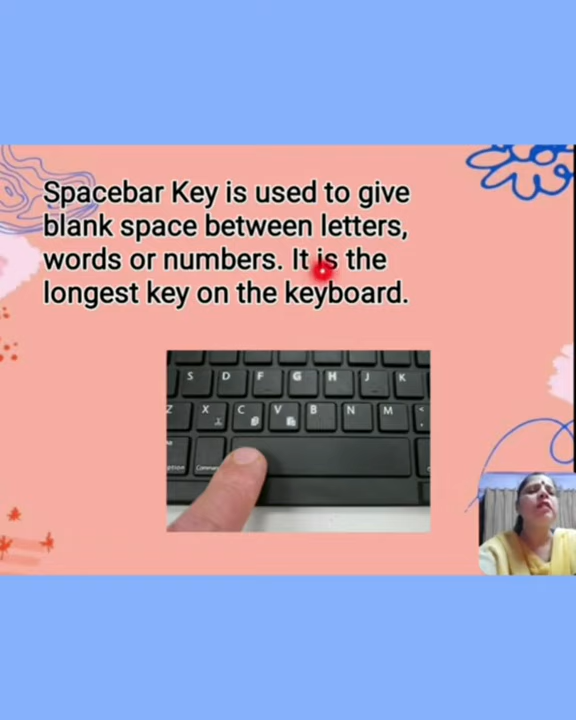 Spacebar Key is used to give
blank space between letters,
words or numbers. It is the
longest key on the keyboard.
S D F G H J K
Z X C V B N M <